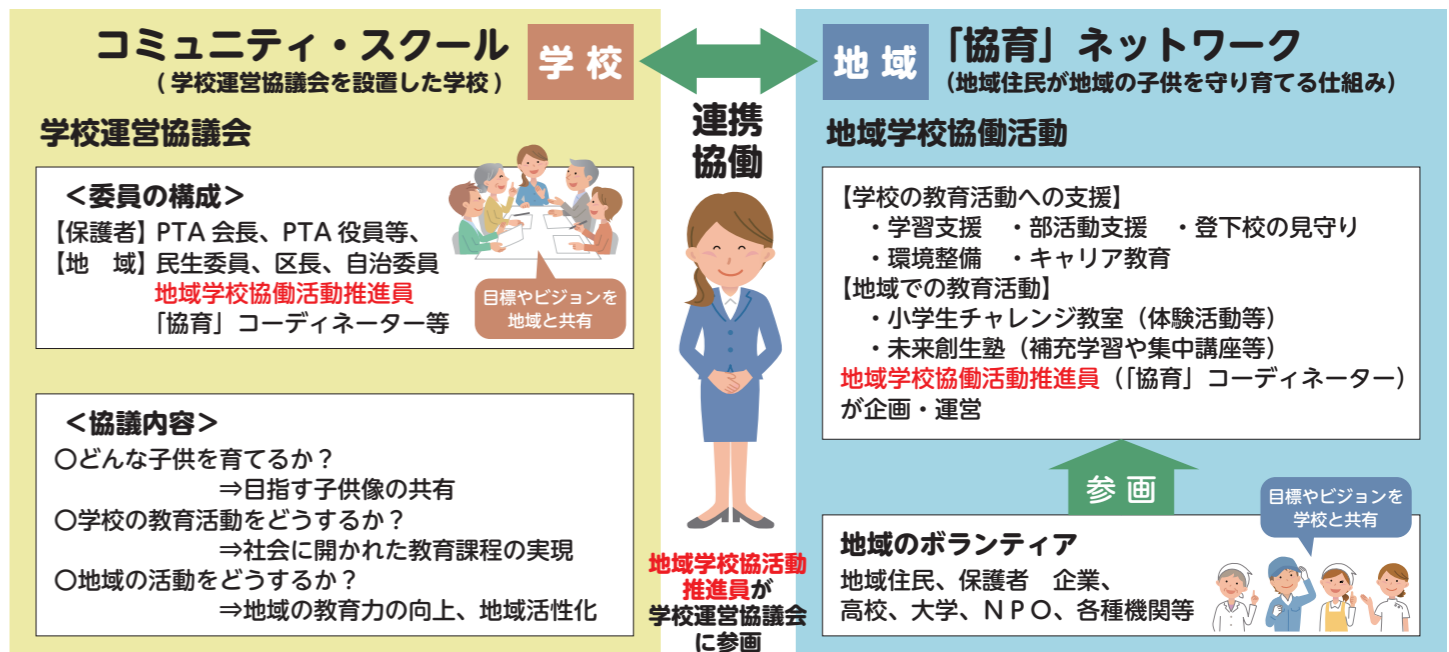 コミュニティ・スクール
(学校運営協議会を設置した学校)
学校
学校運営協議会
＜委員の構成＞
【保護者】PTA会長、PTA役員等、
【地　域】民生委員、区長、自治委員
地域学校協働活動推進員
「協育」コーディネーター等
目標やビジョンを
地域と共有
＜協議内容＞
〇どんな子供を育てるか？
⇒目指す子供像の共有
〇学校の教育活動をどうするか？
⇒社会に開かれた教育課程の実現
〇地域の活動をどうするか？
⇒地域の教育力の向上、地域活性化
連携
協働
地域学校協活動
推進員が
学校運営協議会
に参画
地域
「協育」ネットワーク
（地域住民が地域の子供を守り育てる仕組み）
地域学校協働活動
【学校の教育活動への支援】
・学習支援　・部活動支援　・登下校の見守り
・環境整備　・キャリア教育
【地域での教育活動】
・小学生チャレンジ教室（体験活動等）
・未来創生塾（補充学習や集中講座等）
地域学校協働活動推進員（「協育」コーディネーター）
が企画・運営
参画
目標やビジョンを
学校と共有
地域のボランティア
地域住民、保護者　企業、
高校、大学、ＮＰＯ、各種機関等